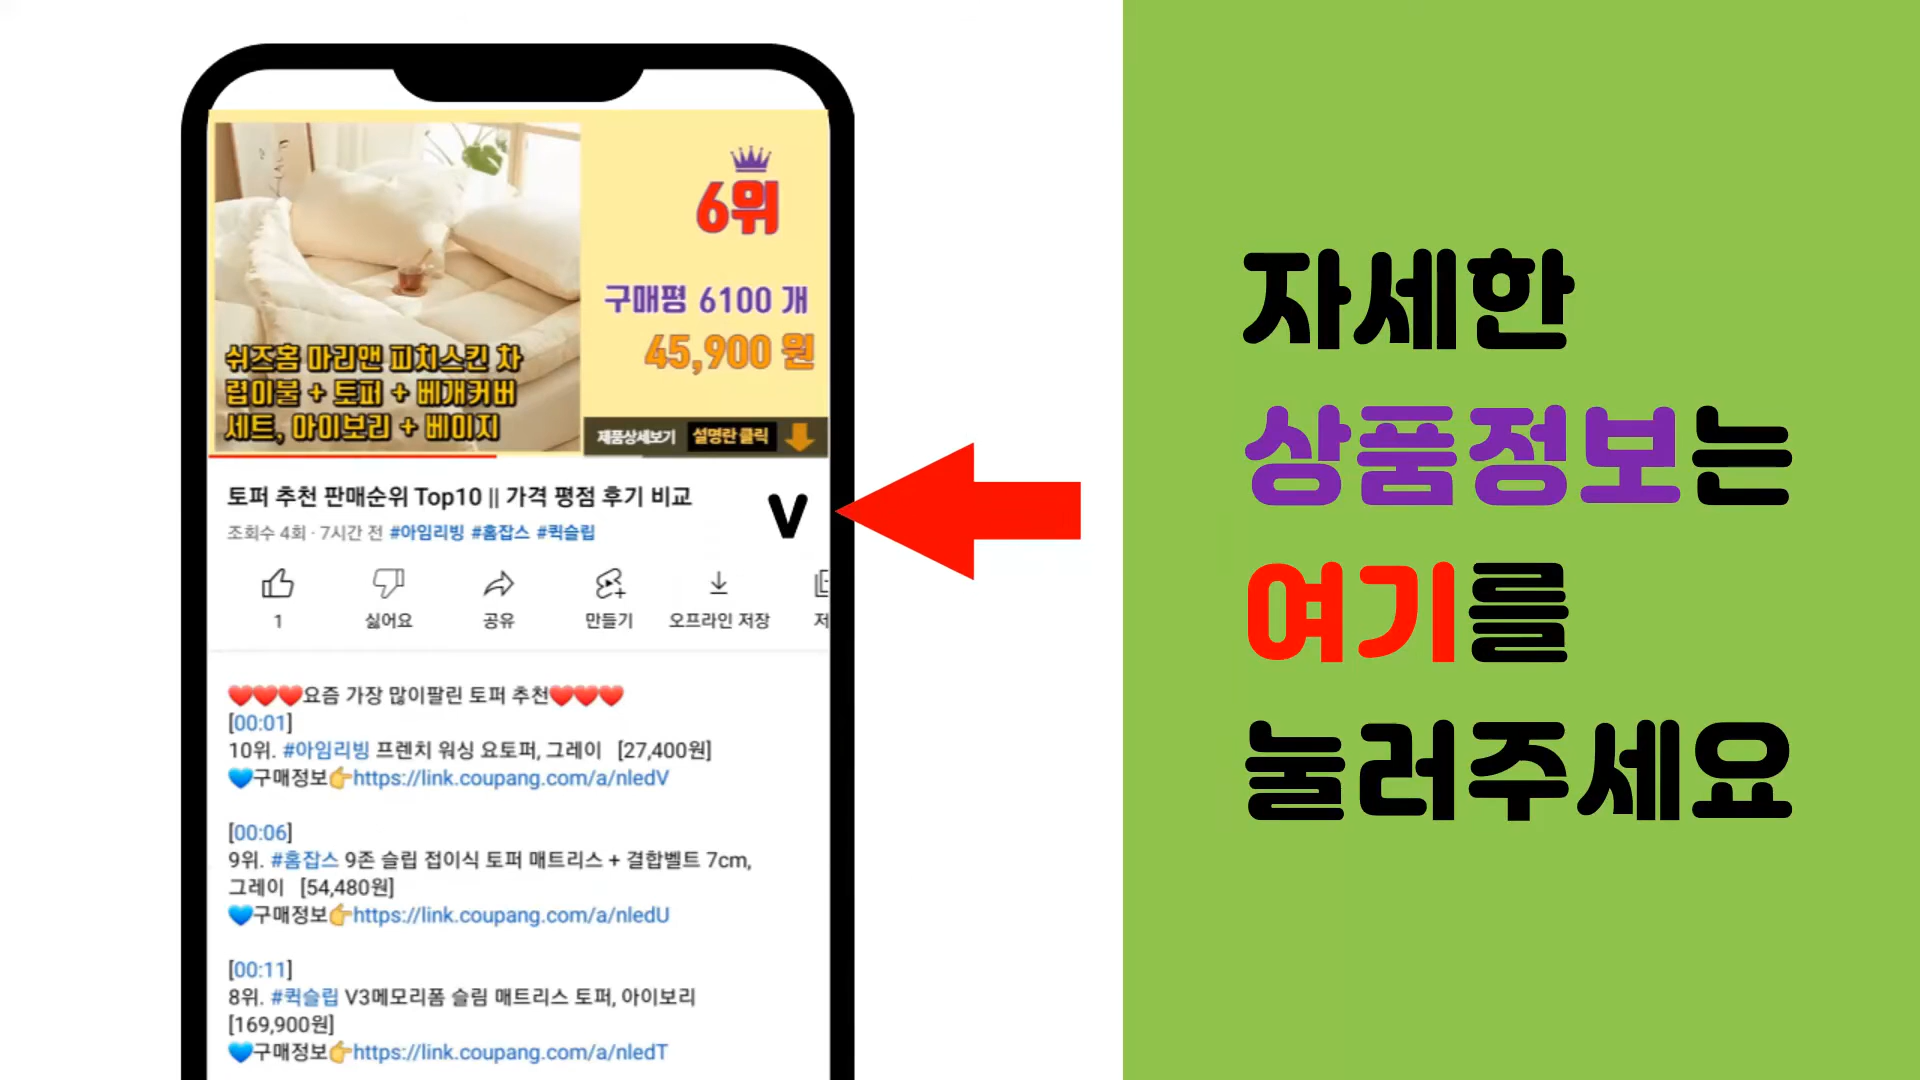 6위
구매평 6100 개
45,900 원
쉬즈홈 마리앤 피치스킨 차
렵이불 + 토퍼 + 베개커버
세트, 아이보리 + 베이지
제품상세보기 설명란 클릭
토퍼 추천 판매순위 Top10 || 가격 평점 후기 비교
V
조회수 4회 · 7시간 전 #아임리빙 #홈잡스 #퀵슬립
1 싫어요 공유 만들기 오프라인 저장 저
❤️❤️❤️요즘 가장 많이팔린 토퍼 추천❤️❤️❤️
[00:01]
10위. #아임리빙 프렌치 워싱 요토퍼, 그레이 [27,400원]
💙구매정보👉https://link.coupang.com/a/nledV
[00:06]
9위. #홈잡스 9존 슬립 접이식 토퍼 매트리스 + 결합벨트 7cm,
그레이 [54,480원]
💙구매정보👉https://link.coupang.com/a/nledU
[00:11]
8위. #퀵슬립 V3메모리폼 슬림 매트리스 토퍼, 아이보리
[169,900원]
💙구매정보👉https://link.coupang.com/a/nledT
자세한
상품정보는
여기를
눌러주세요